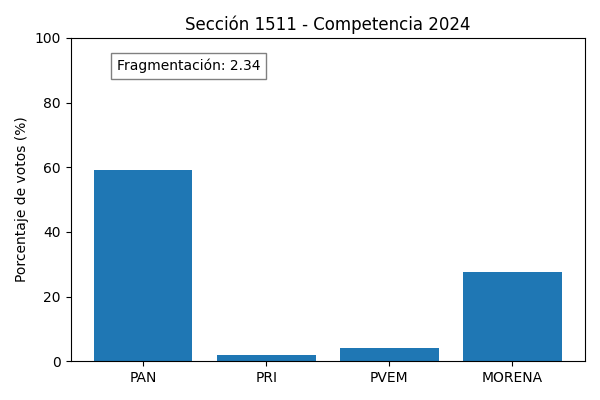 Sección 1511 - Competencia 2024
Fragmentación: 2.34
Porcentaje de votos (%)
100
80
60
40
20
0
PAN PRI PVEM MORENA